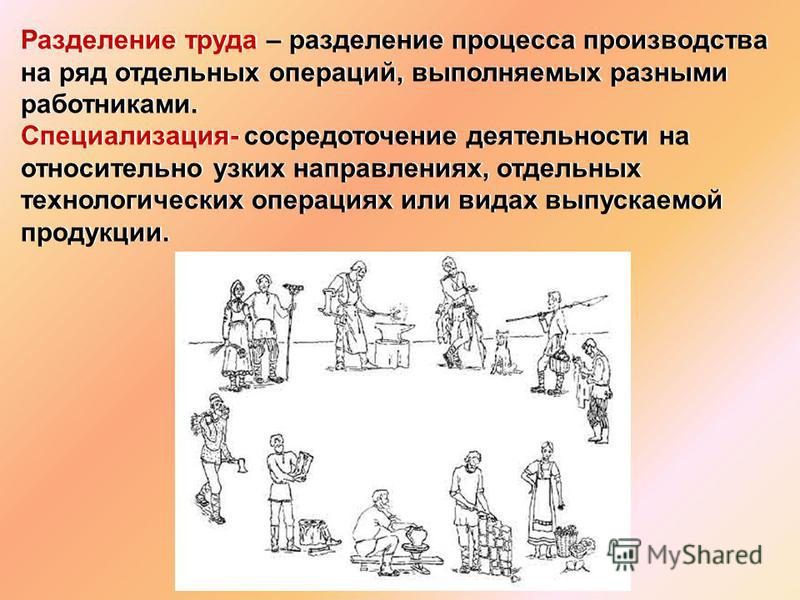 Разделение труда – разделение процесса производства
на ряд отдельных операций, выполняемых разными
работниками.
Специализация- сосредоточение деятельности на
относительно узких направлениях, отдельных
технологических операциях или видах выпускаемой
продукции.
MyShared